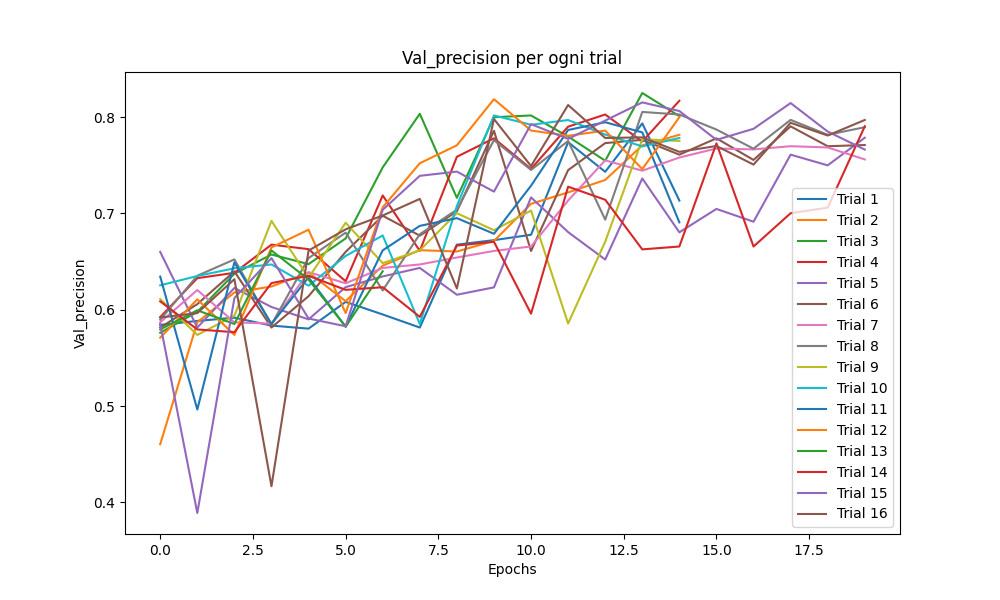 Val_precision per ogni trial
Val_precision
0.8
0.7
0.6
0.5
0.4
0.0
2.5
5.0
7.5
10.0
12.5
15.0
17.5
Epochs
Trial 1
Trial 2
Trial 3
Trial 4
Trial 5
Trial 6
Trial 7
Trial 8
Trial 9
Trial 10
Trial 11
Trial 12
Trial 13
Trial 14
Trial 15
Trial 16